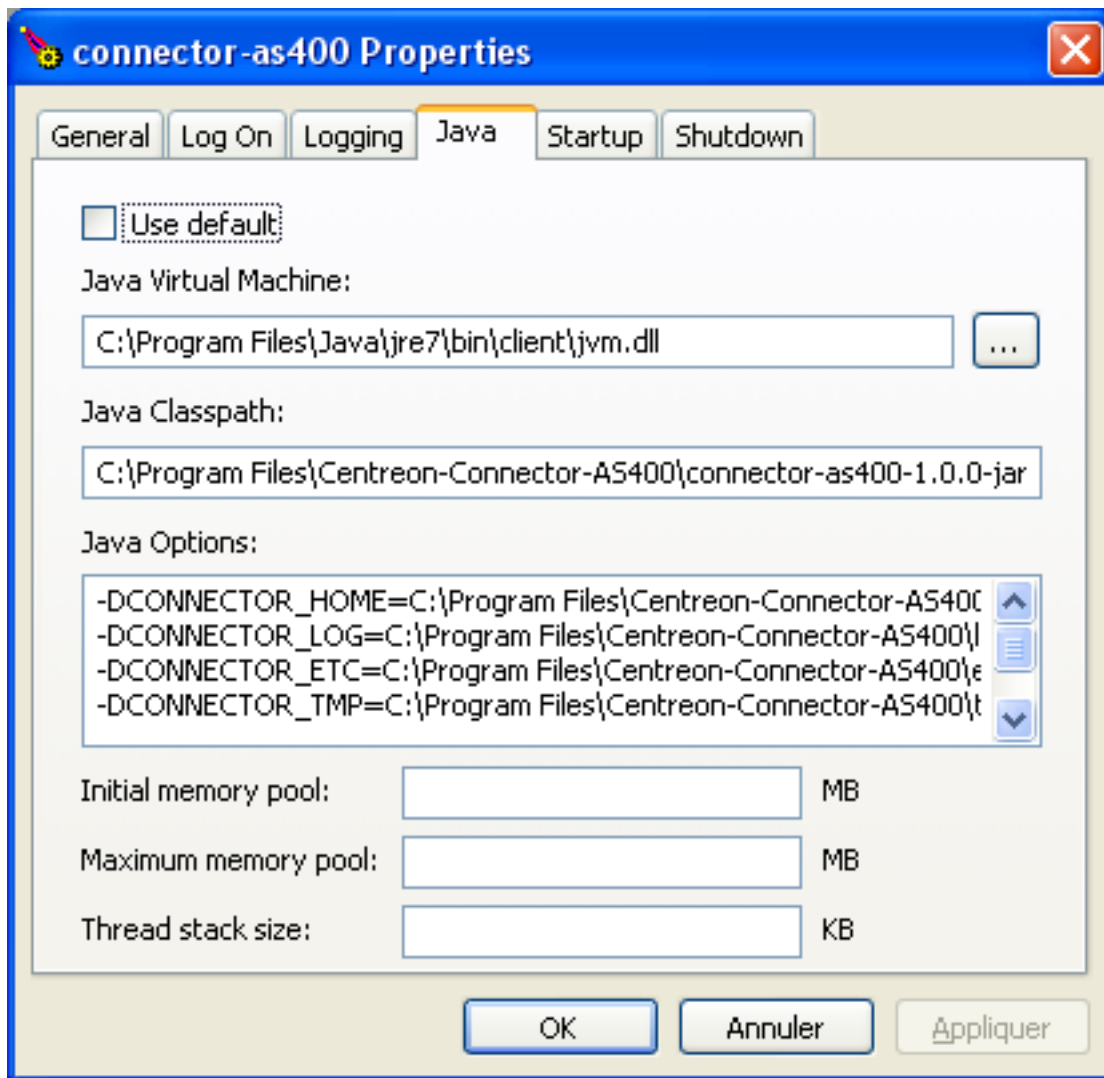 connector-as400 Properties
General Log On Logging Java Startup Shutdown
Use default
Java Virtual Machine:
C:\Program Files\Java\jre7\bin\client\jvm.dll
...
Java Classpath:
C:\Program Files\Centreon-Connector-AS400\connector-as400-1.0.0-jar
Java Options:
-DCONNECTOR_HOME=C:\Program Files\Centreon-Connector-AS400
-DCONNECTOR_LOG=C:\Program Files\Centreon-Connector-AS400\l
-DCONNECTOR_ETC=C:\Program Files\Centreon-Connector-AS400\e
-DCONNECTOR_TMP=C:\Program Files\Centreon-Connector-AS400\t
Initial memory pool: MB
Maximum memory pool: MB
Thread stack size: KB
OK Annuler Appliquer